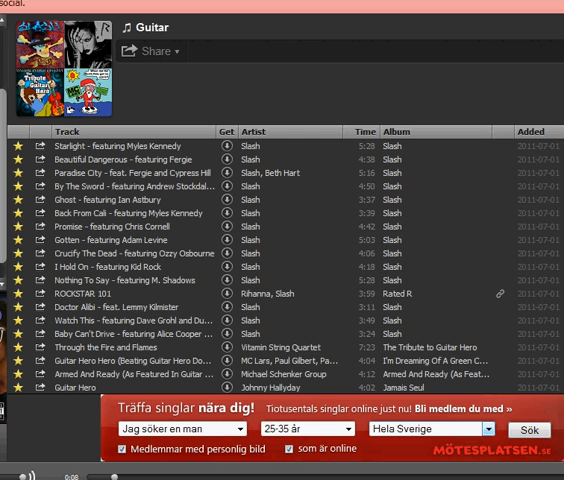 social.
Guitar
Share
Track Get Artist Time Album Added
Starlight - featuring Myles Kennedy Slash 5:28 Slash 2011-07-01
Beautiful Dangerous - featuring Fergie Slash 4:38 Slash 2011-07-01
Paradise City - feat. Fergie and Cypress Hill Slash, Beth Hart 5:16 Slash 2011-07-01
By The Sword - featuring Andrew Stockdal... Slash 4:50 Slash 2011-07-01
Ghost - featuring Ian Astbury Slash 3:37 Slash 2011-07-01
Back From Cali - featuring Myles Kennedy Slash 3:39 Slash 2011-07-01
Promise - featuring Chris Cornell Slash 4:42 Slash 2011-07-01
Gotten - featuring Adam Levine Slash 5:03 Slash 2011-07-01
Crucify The Dead - featuring Ozzy Osbourne Slash 4:06 Slash 2011-07-01
I Hold On - featuring Kid Rock Slash 4:18 Slash 2011-07-01
Nothing To Say - featuring M. Shadows Slash 5:28 Slash 2011-07-01
ROCKSTAR 101 Rihanna, Slash 3:59 Rated R 2011-07-01
Doctor Alibi - feat. Lemmy Kilmister Slash 3:11 Slash 2011-07-01
Watch This - featuring Dave Grohl and Du... Slash 3:49 Slash 2011-07-01
Baby Can't Drive - featuring Alice Cooper ... Slash 3:24 Slash 2011-07-01
Through the Fire and Flames Vitamin String Quartet 7:23 The Tribute to Guitar Hero 2011-07-01
Guitar Hero Hero (Beating Guitar Hero Do... MC Lars, Paul Gilbert, Pa... 4:04 I'm Dreaming Of A Green C... 2011-07-01
Armed And Ready (As Featured In Guitar ... Michael Schenker Group 4:12 Armed And Ready (As Feat... 2011-07-01
Guitar Hero Johnny Hallyday 4:02 Jamais Seul 2011-07-01
Träffa singlar nära dig! Tiotusentals singlar online just nu! Bli medlem du med »
Jag söker en man 25-35 år Hela Sverige Sök
Medlemmar med personlig bild som är online MÖTESPLATSEN.SE
0:08